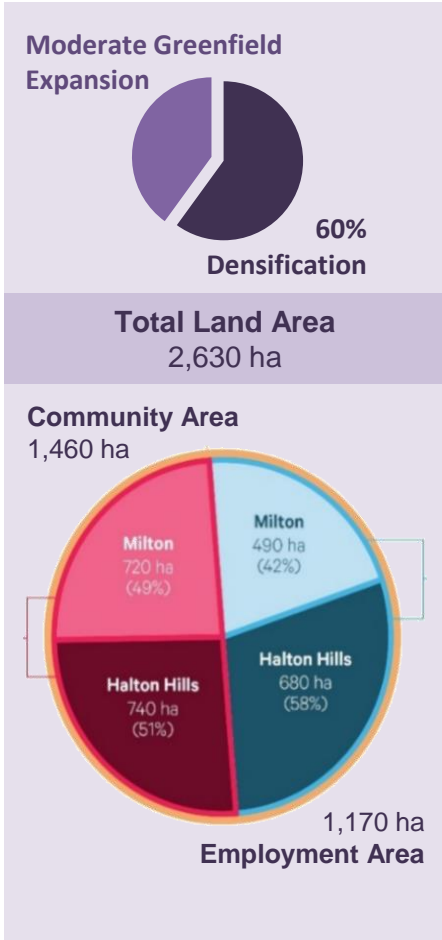 Moderate Greenfield
Expansion
60%
Densification
Total Land Area
2,630 ha
Community Area
1,460 ha
Milton
720 ha
(49%)
Milton
490 ha
(42%)
Halton Hills
740 ha
(51%)
Halton Hills
680 ha
(58%)
1,170 ha
Employment Area